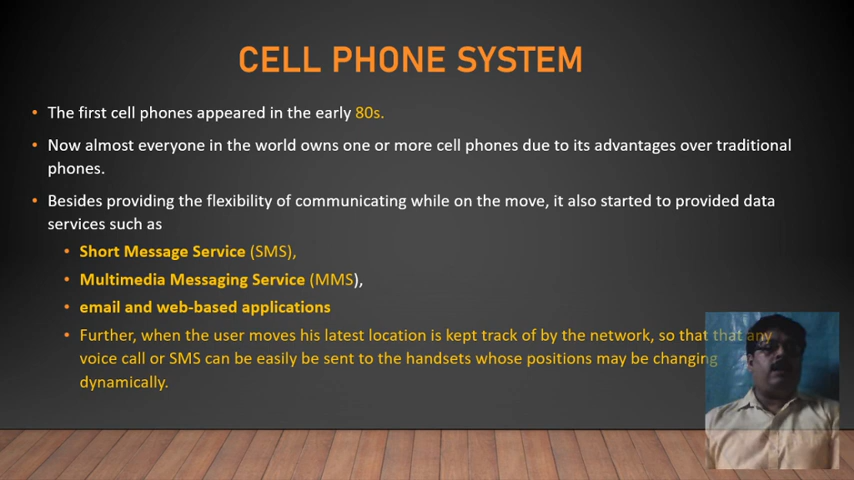 CELL PHONE SYSTEM
• The first cell phones appeared in the early 80s.
• Now almost everyone in the world owns one or more cell phones due to its advantages over traditional
phones.
• Besides providing the flexibility of communicating while on the move, it also started to provided data
services such as
• Short Message Service (SMS),
• Multimedia Messaging Service (MMS),
• email and web-based applications
• Further, when the user moves his latest location is kept track of by the network, so that that any
voice call or SMS can be easily be sent to the handsets whose positions may be changing
dynamically.